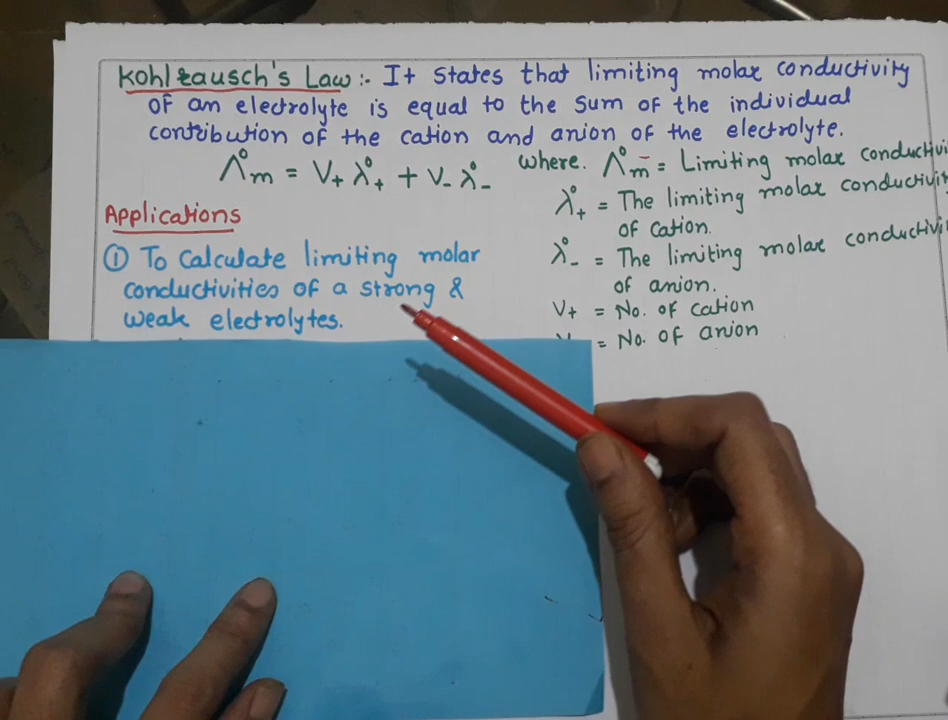 Kohlrausch's Law :- It states that limiting molar conductivity
of an electrolyte is equal to the sum of the individual
contribution of the cation and anion of the electrolyte.
Λ°m = V+ λ°+ + V- λ°-
where. Λ°m = Limiting molar
λ°+ = The limiting molar
of cation.
λ°- = The limiting molar
of anion.
V+ = No. of cation
= No. of anion
Applications
① To Calculate limiting molar
conductivities of a strong &
weak electrolytes.